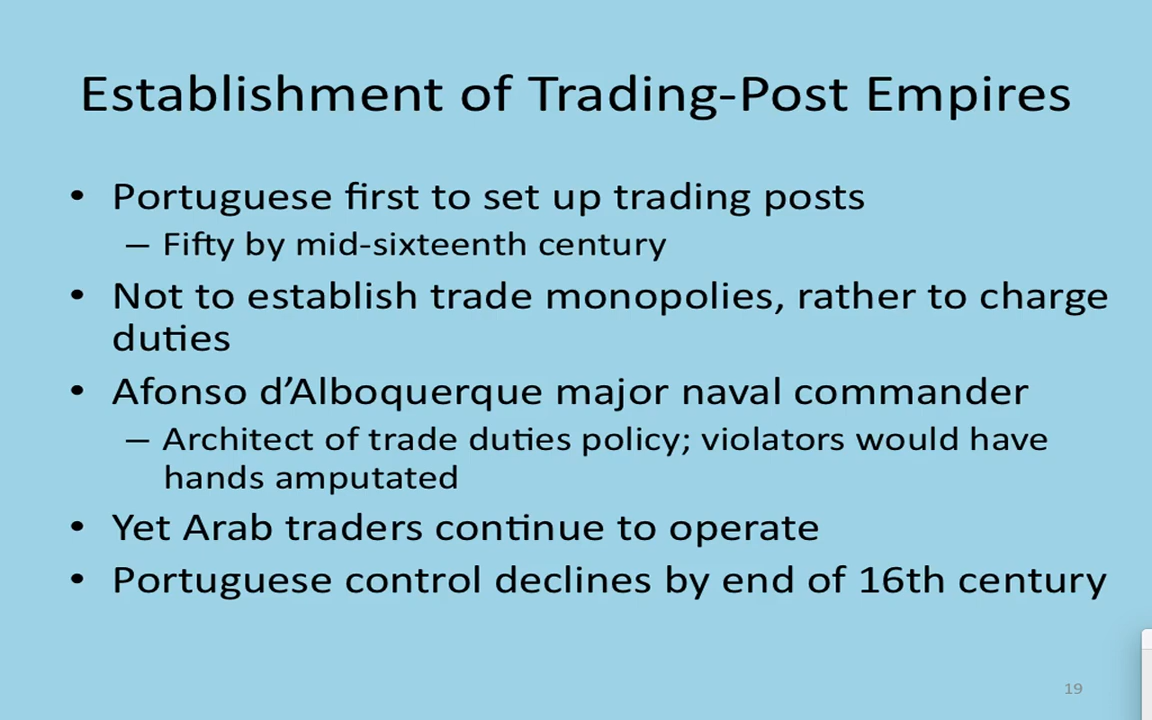 Establishment of Trading-Post Empires
• Portuguese first to set up trading posts
– Fifty by mid-sixteenth century
• Not to establish trade monopolies, rather to charge
duties
• Afonso d’Alboquerque major naval commander
– Architect of trade duties policy; violators would have
hands amputated
• Yet Arab traders continue to operate
• Portuguese control declines by end of 16th century
19